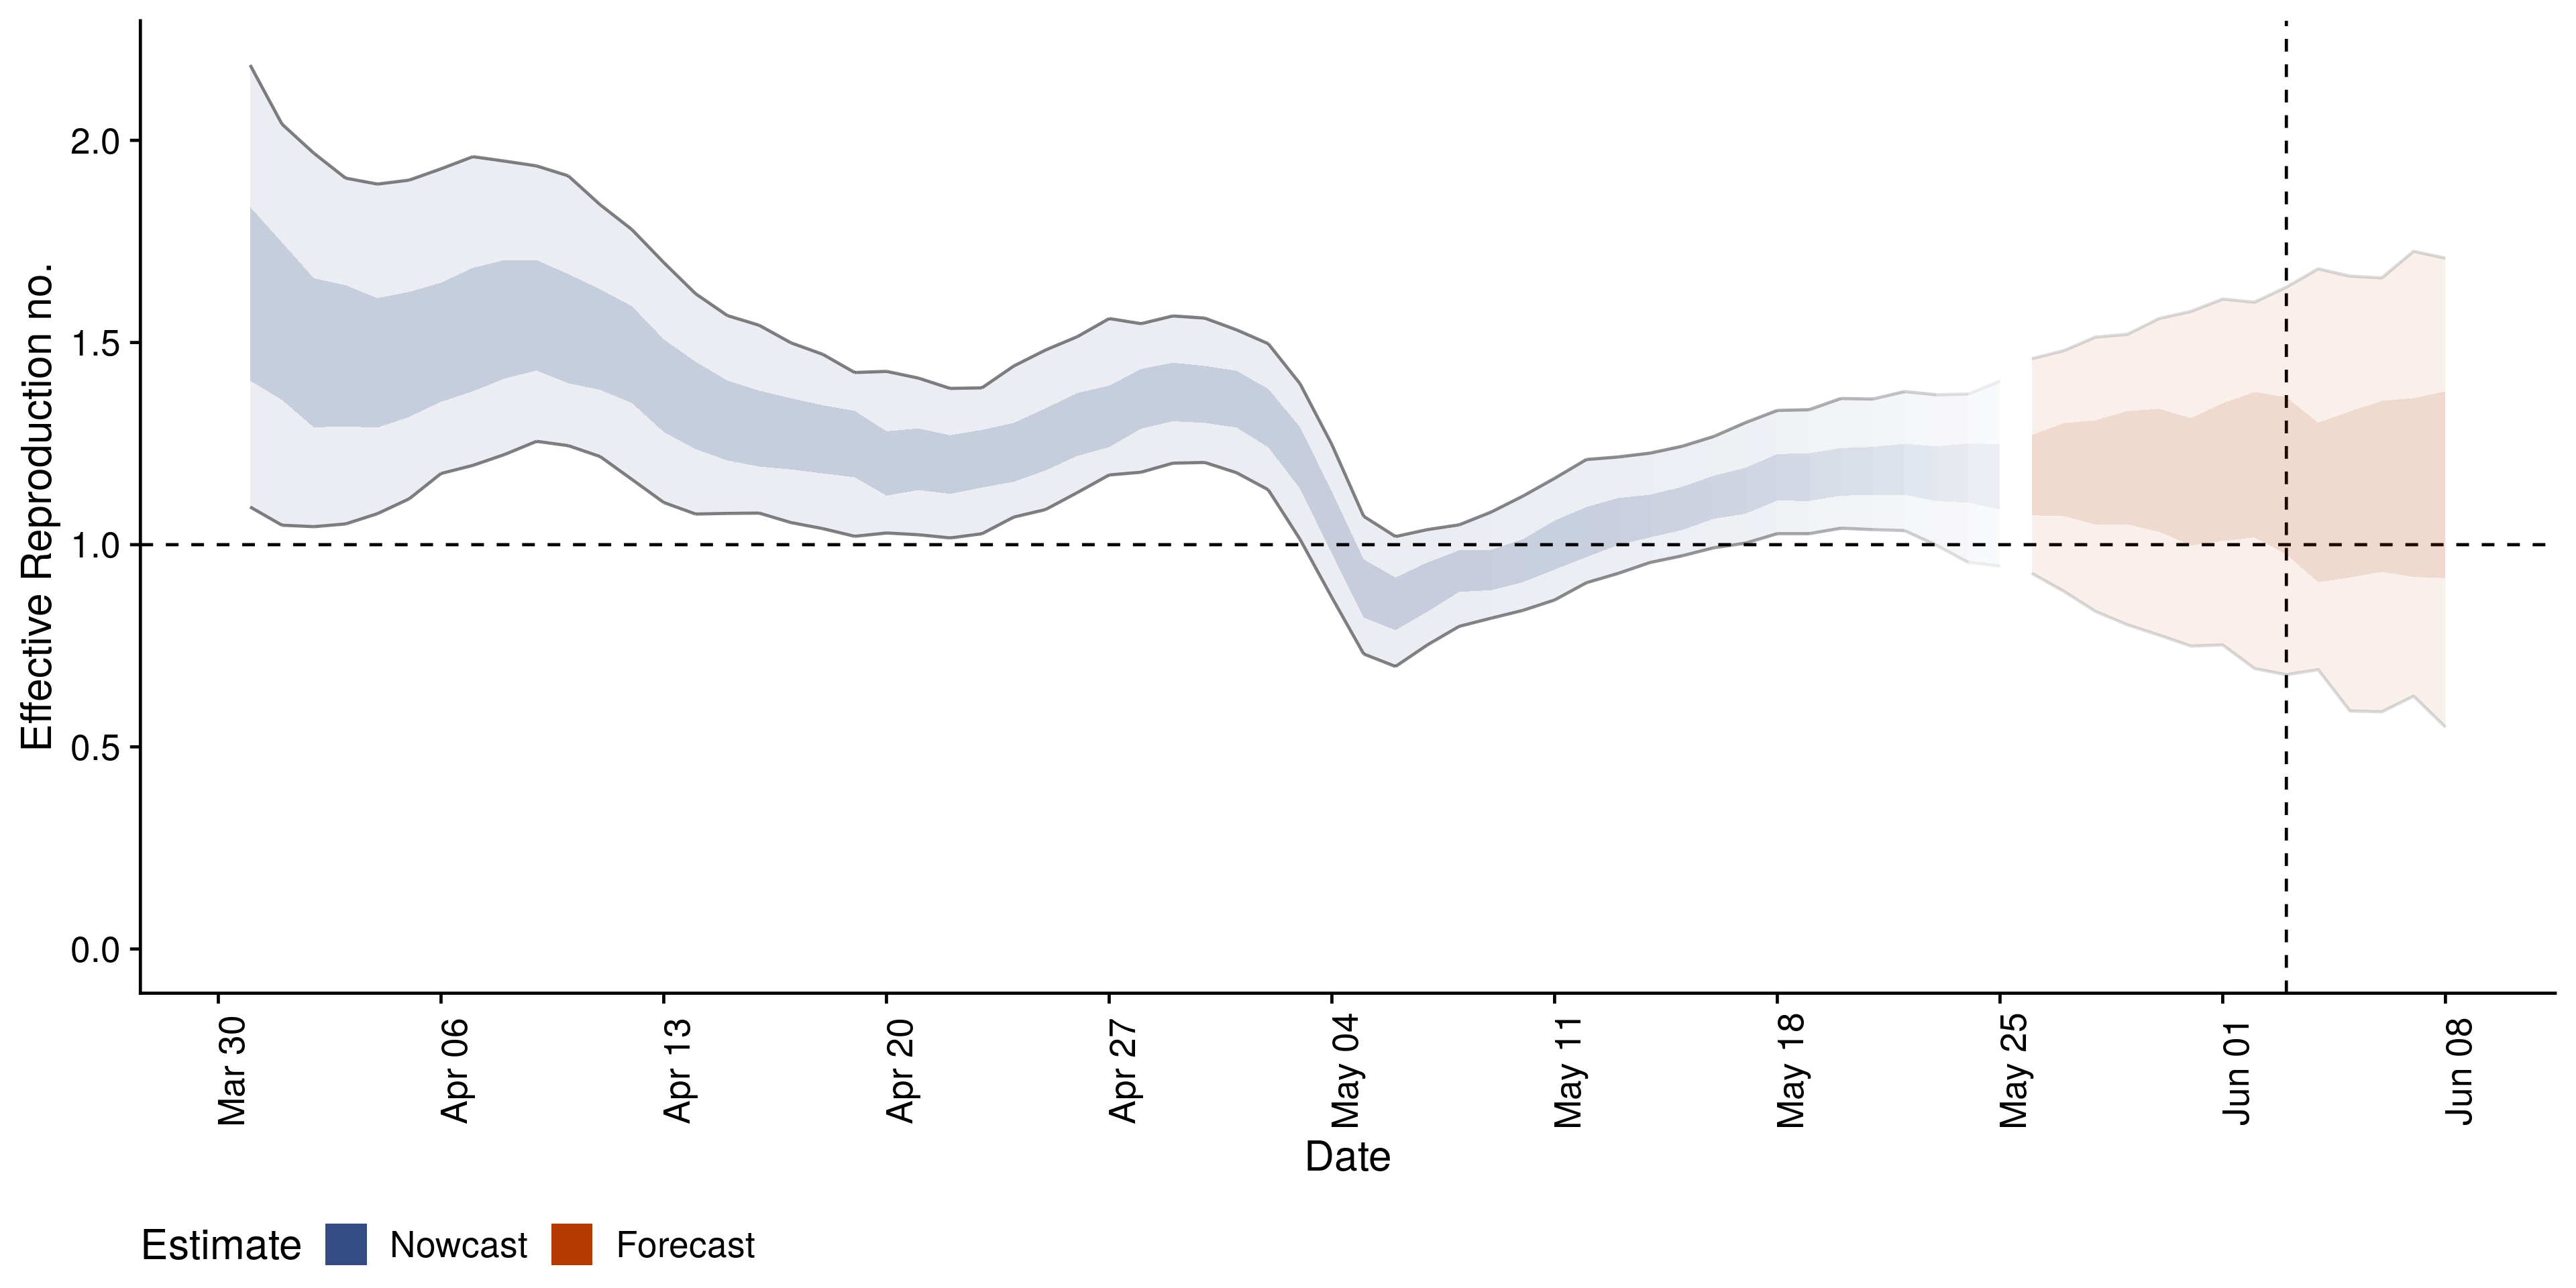 Effective Reproduction no.
2.0
1.5
1.0
0.5
0.0
Mar 30
Apr 06
Apr 13
Apr 20
Apr 27
May 04
May 11
May 18
May 25
Jun 01
Jun 08
Date
Estimate Nowcast Forecast